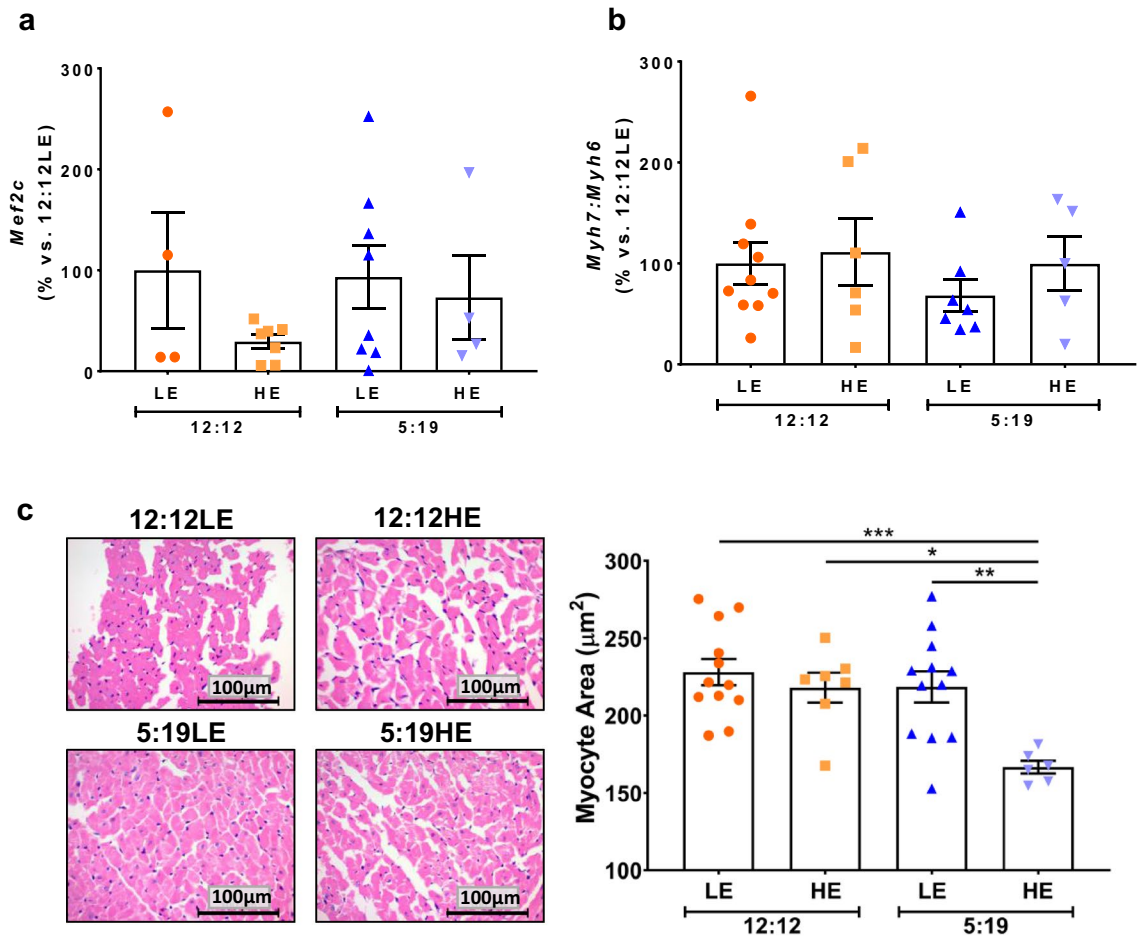 a
300
200
100
0
Mef2c
(% vs. 12:12LE)
LE HE LE HE
12:12 5:19
b
300
200
100
0
Myh7:Myh6
(% vs. 12:12LE)
LE HE LE HE
12:12 5:19
c
12:12LE 12:12HE
100μm 100μm
5:19LE 5:19HE
100μm 100μm
***
*
**
300
250
200
150
100
Myocyte Area (μm²)
LE HE LE HE
12:12 5:19